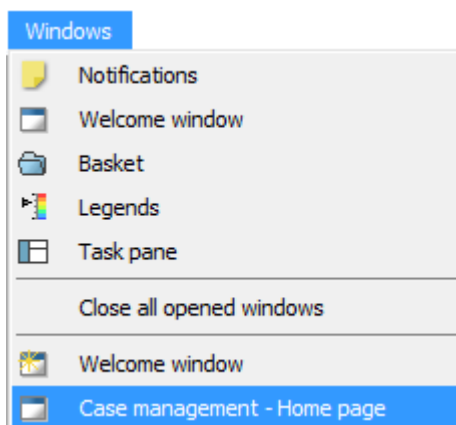 Windows
Notifications
Welcome window
Basket
Legends
Task pane
Close all opened windows
Welcome window
Case management - Home page